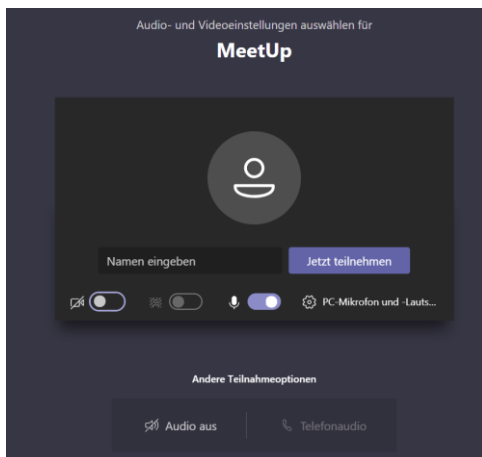 Audio- und Videoeinstellungen auswählen für
MeetUp
Namen eingeben
Jetzt teilnehmen
PC-Mikrofon und -Lauts...
Andere Teilnahmeoptionen
Audio aus
Telefonaudio